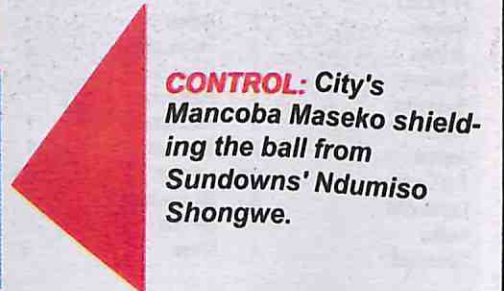 CONTROL: City's
Mancoba Maseko shield-
ing the ball from
Sundowns' Ndumiso
Shongwe.